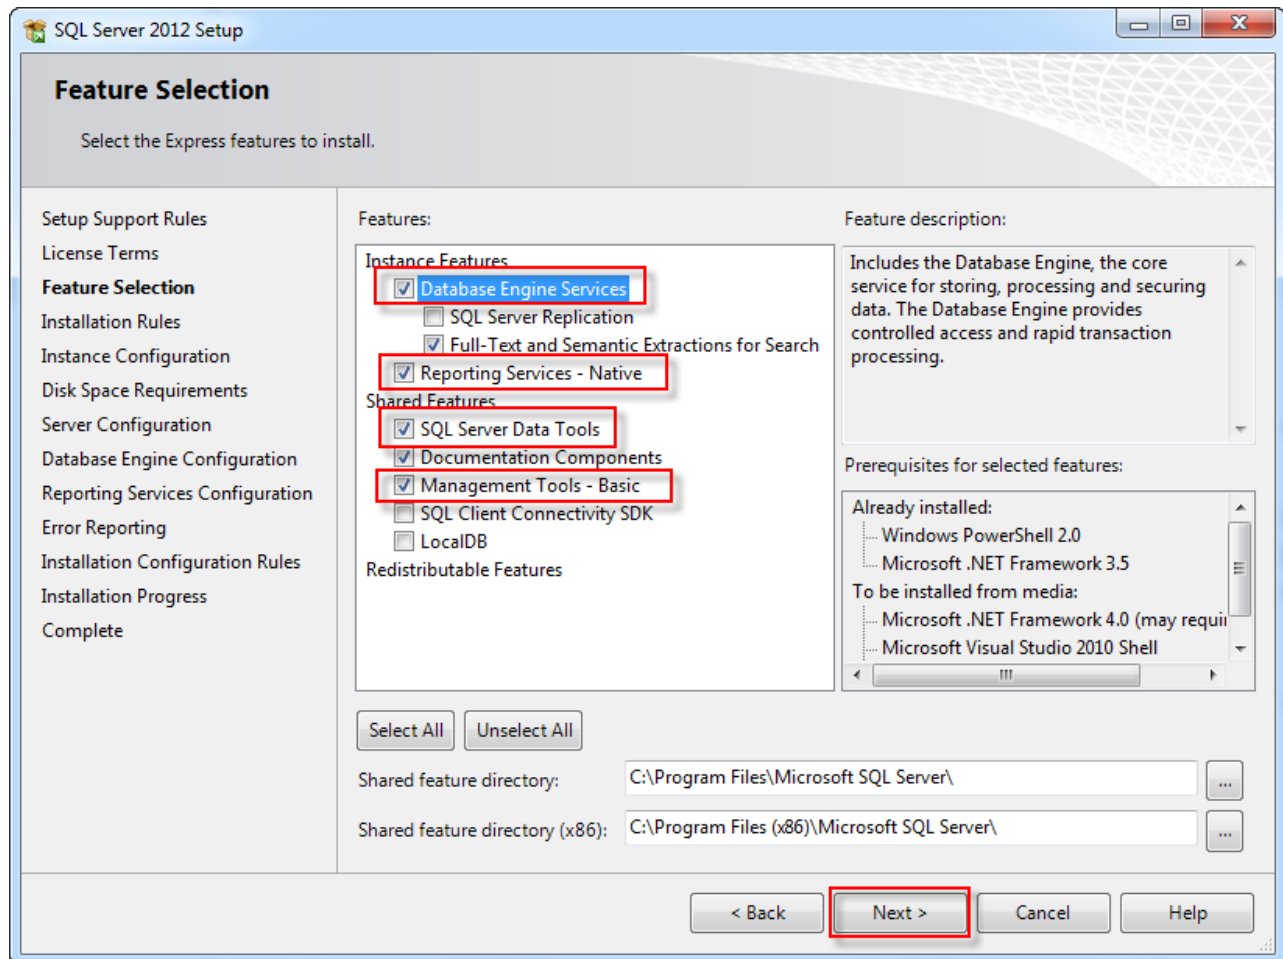 SQL Server 2012 Setup
Feature Selection
Select the Express features to install.
Setup Support Rules
License Terms
Feature Selection
Installation Rules
Instance Configuration
Disk Space Requirements
Server Configuration
Database Engine Configuration
Reporting Services Configuration
Error Reporting
Installation Configuration Rules
Installation Progress
Complete
Features:
Instance Features
Database Engine Services
SQL Server Replication
Full-Text and Semantic Extractions for Search
Reporting Services - Native
Shared Features
SQL Server Data Tools
Documentation Components
Management Tools - Basic
SQL Client Connectivity SDK
LocalDB
Redistributable Features
Feature description:
Includes the Database Engine, the core
service for storing, processing and securing
data. The Database Engine provides
controlled access and rapid transaction
processing.
Prerequisites for selected features:
Already installed:
Windows PowerShell 2.0
Microsoft .NET Framework 3.5
To be installed from media:
Microsoft .NET Framework 4.0 (may requi
Microsoft Visual Studio 2010 Shell
Select All
Unselect All
Shared feature directory:
C:\Program Files\Microsoft SQL Server\
...
Shared feature directory (x86):
C:\Program Files (x86)\Microsoft SQL Server\
...
< Back
Next >
Cancel
Help